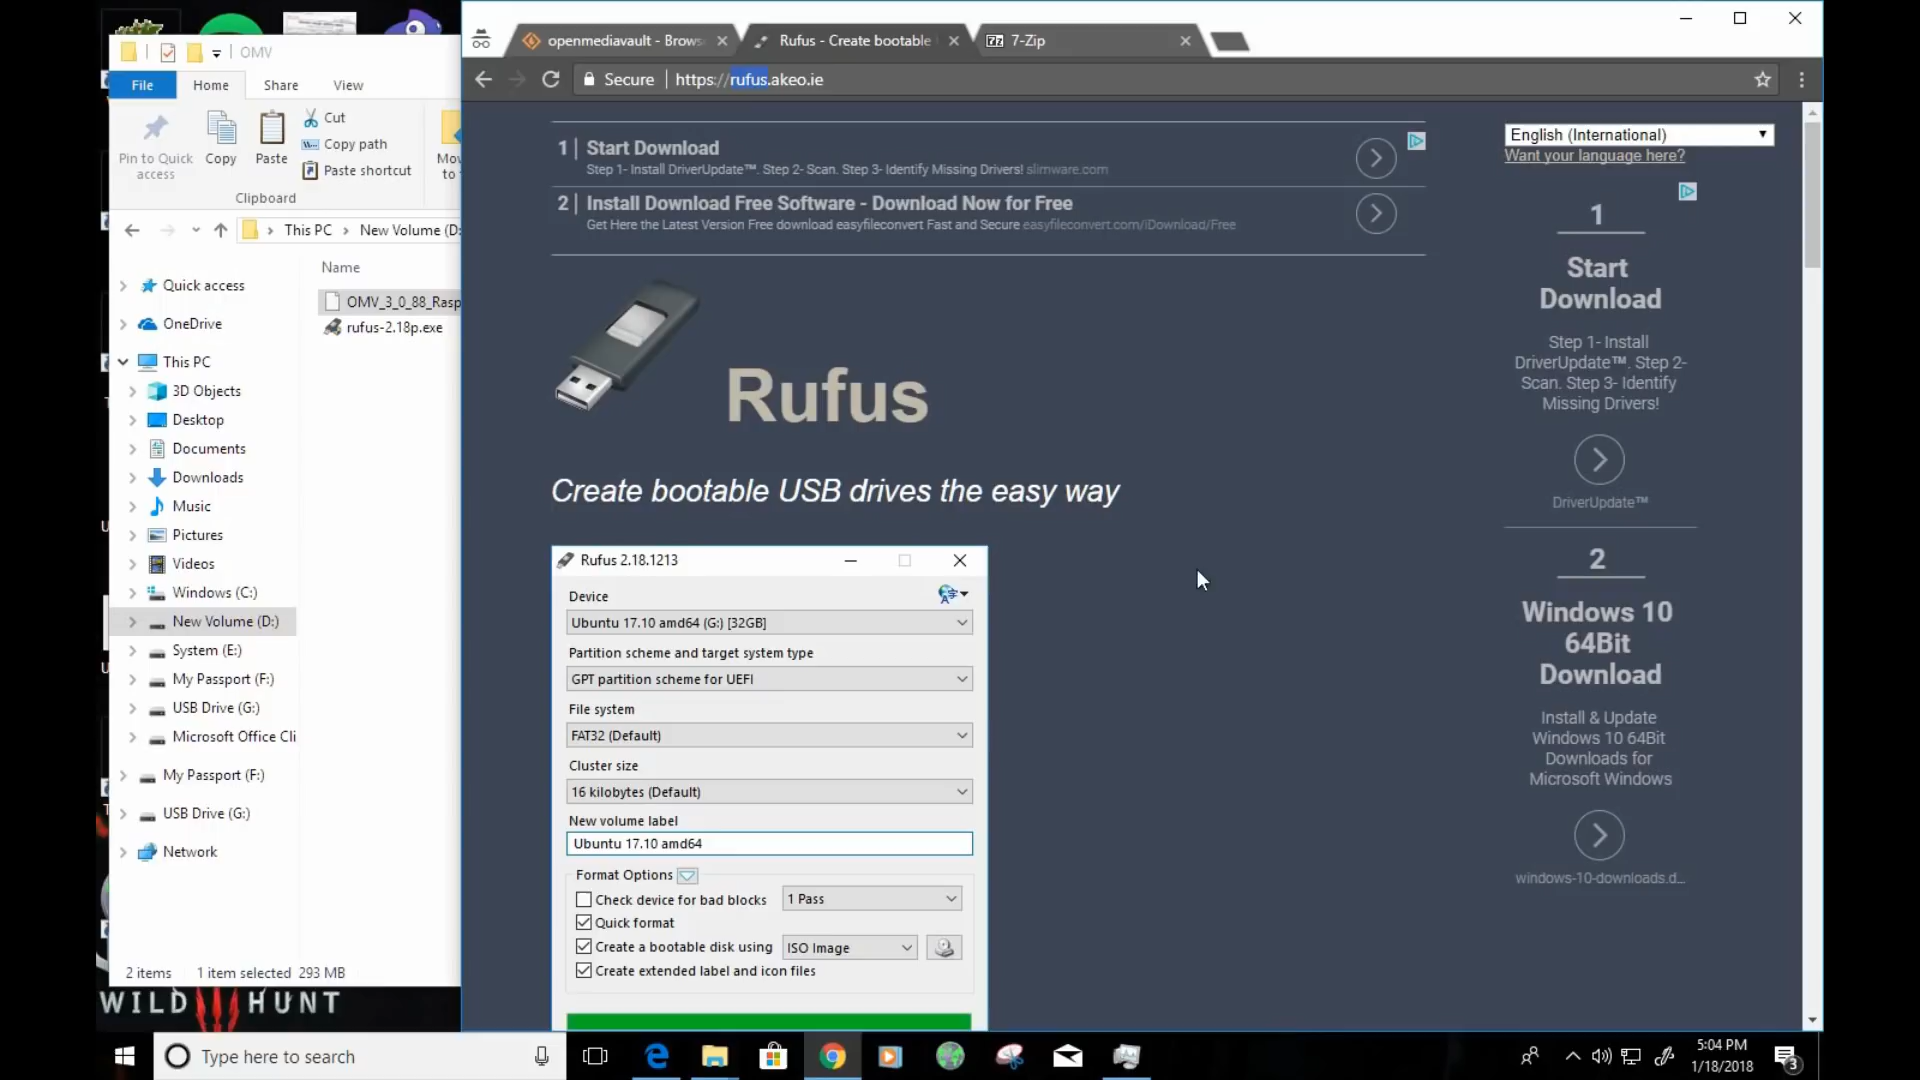 OMV
File
Home
Share
View
Pin to Quick
access
Copy
Paste
Cut
Copy path
Paste shortcut
Mov
to
Clipboard
This PC
New Volume (D:
Name
Quick access
OneDrive
This PC
3D Objects
Desktop
Documents
Downloads
Music
Pictures
Videos
Windows (C:)
New Volume (D:)
System (E:)
My Passport (F:)
USB Drive (G:)
Microsoft Office Cli
My Passport (F:)
USB Drive (G:)
Network
OMV_3_0_88_Rasp
rufus-2.18p.exe
2 items 1 item selected 293 MB
WILD HUNT
openmediavault - Brows
Rufus - Create bootable
7-Zip
Secure https://rufus.akeo.ie
1 Start Download
Step 1- Install DriverUpdate™. Step 2- Scan. Step 3- Identify Missing Drivers! slimware.com
2 Install Download Free Software - Download Now for Free
Get Here the Latest Version Free download easyfileconvert Fast and Secure easyfileconvert.com/iDownload/Free
English (International)
Want your language here?
Rufus
Create bootable USB drives the easy way
Rufus 2.18.1213
Device
Ubuntu 17.10 amd64 (G:) [32GB]
Partition scheme and target system type
GPT partition scheme for UEFI
File system
FAT32 (Default)
Cluster size
16 kilobytes (Default)
New volume label
Ubuntu 17.10 amd64
Format Options
Check device for bad blocks 1 Pass
Quick format
Create a bootable disk using ISO Image
Create extended label and icon files
1
Start
Download
Step 1- Install
DriverUpdate™. Step 2-
Scan. Step 3- Identify
Missing Drivers!
DriverUpdate™
2
Windows 10
64Bit
Download
Install & Update
Windows 10 64Bit
Downloads for
Microsoft Windows
windows-10-downloads.d...
Type here to search
5:04 PM
1/18/2018
3